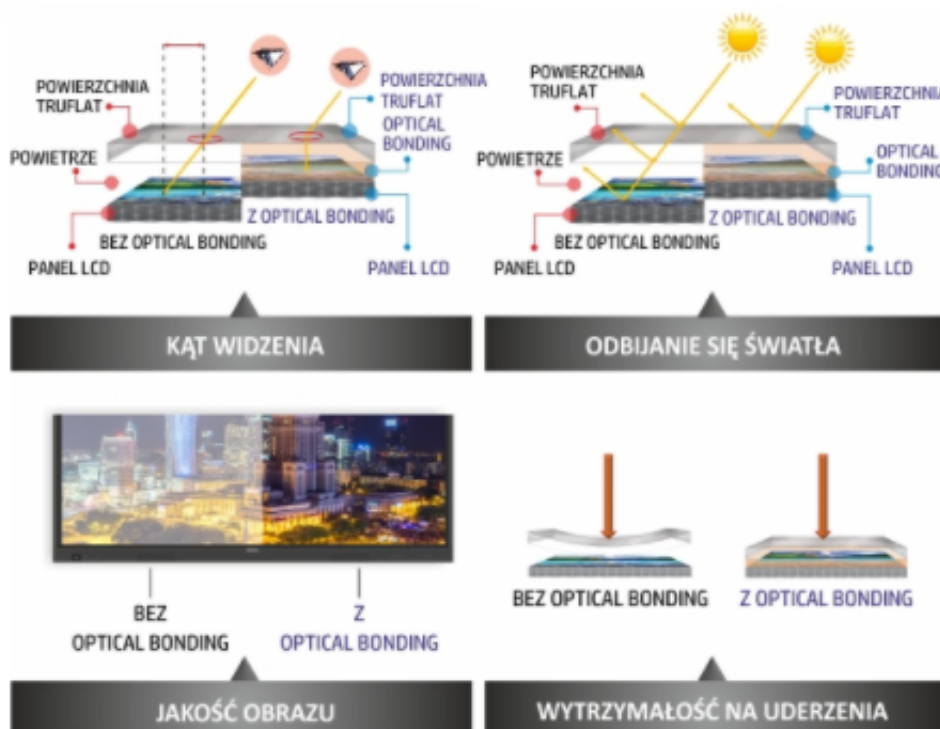 POWIERZCHNIA
TRUFLAT
POWIETRZE
PANEL LCD
BEZ OPTICAL BONDING
POWIERZCHNIA
TRUFLAT
OPTICAL
BONDING
Z OPTICAL BONDING
PANEL LCD
KĄT WIDZENIA
POWIERZCHNIA
TRUFLAT
POWIETRZE
PANEL LCD
BEZ OPTICAL BONDING
POWIERZCHNIA
TRUFLAT
OPTICAL
BONDING
Z OPTICAL BONDING
PANEL LCD
ODBIJANIE SIĘ ŚWIATŁA
BEZ
OPTICAL BONDING
Z
OPTICAL BONDING
JAKOŚĆ OBRAZU
BEZ OPTICAL BONDING
Z OPTICAL BONDING
WYTRZYMAŁOŚĆ NA UDERZENIA